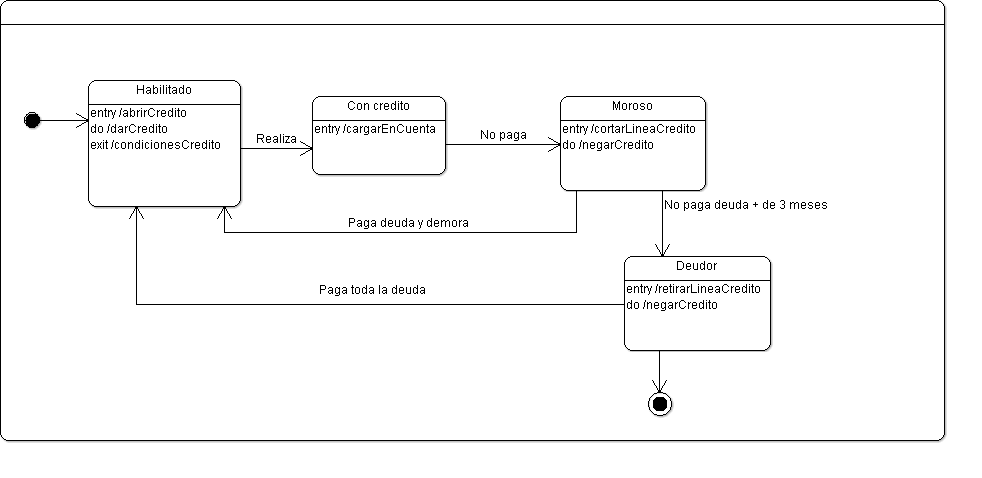 Habilitado
entry /abrirCredito
do /darCredito
exit /condicionesCredito
Realiza
Con credito
entry /cargarEnCuenta
No paga
Moroso
entry /cortarLineaCredito
do /negarCredito
Paga deuda y demora
No paga deuda + de 3 meses
Deudor
entry /retirarLineaCredito
do /negarCredito
Paga toda la deuda